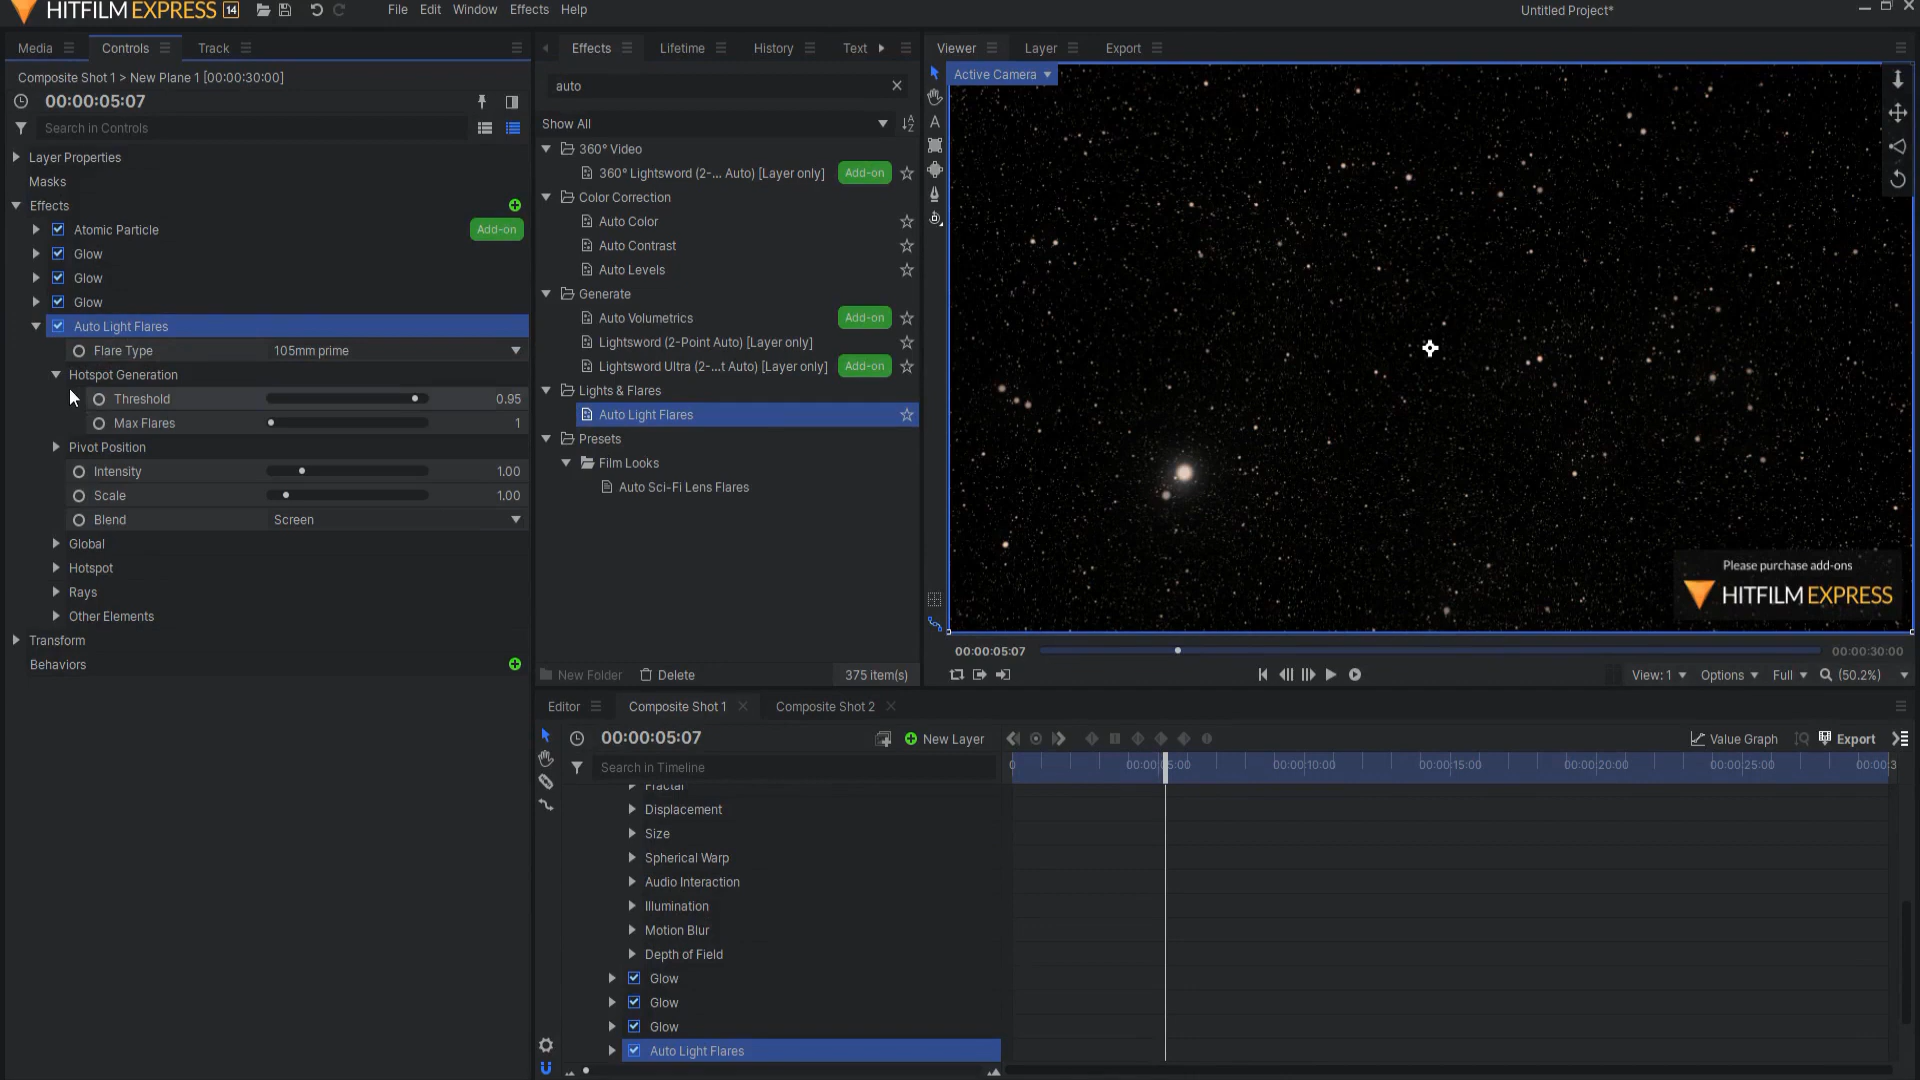 HITFILM EXPRESS 14
File Edit Window Effects Help
Untitled Project*
Media Controls Track
Composite Shot 1 > New Plane 1 [00:00:30:00]
00:00:05:07
Search in Controls
Layer Properties
Masks
Effects
Atomic Particle Add-on
Glow
Glow
Glow
Auto Light Flares
Flare Type 105mm prime
Hotspot Generation
Threshold 0.95
Max Flares 1
Pivot Position
Intensity 1.00
Scale 1.00
Blend Screen
Global
Hotspot
Rays
Other Elements
Transform
Behaviors
Effects Lifetime History Text
auto
Show All
360° Video
360° Lightsword (2-... Auto) [Layer only] Add-on
Color Correction
Auto Color
Auto Contrast
Auto Levels
Generate
Auto Volumetrics Add-on
Lightsword (2-Point Auto) [Layer only]
Lightsword Ultra (2-...t Auto) [Layer only] Add-on
Lights & Flares
Auto Light Flares
Presets
Film Looks
Auto Sci-Fi Lens Flares
New Folder Delete 375 item(s)
Viewer Layer Export
Active Camera
Please purchase add-ons
HITFILM EXPRESS
00:00:05:07 00:00:30:00
View: 1 Options Full (50.2%)
Editor Composite Shot 1 Composite Shot 2
00:00:05:07 New Layer Value Graph Export
Search in Timeline
0 00:00:05:00 00:00:10:00 00:00:15:00 00:00:20:00 00:00:25:00 00:00:3
Fractal
Displacement
Size
Spherical Warp
Audio Interaction
Illumination
Motion Blur
Depth of Field
Glow
Glow
Glow
Auto Light Flares